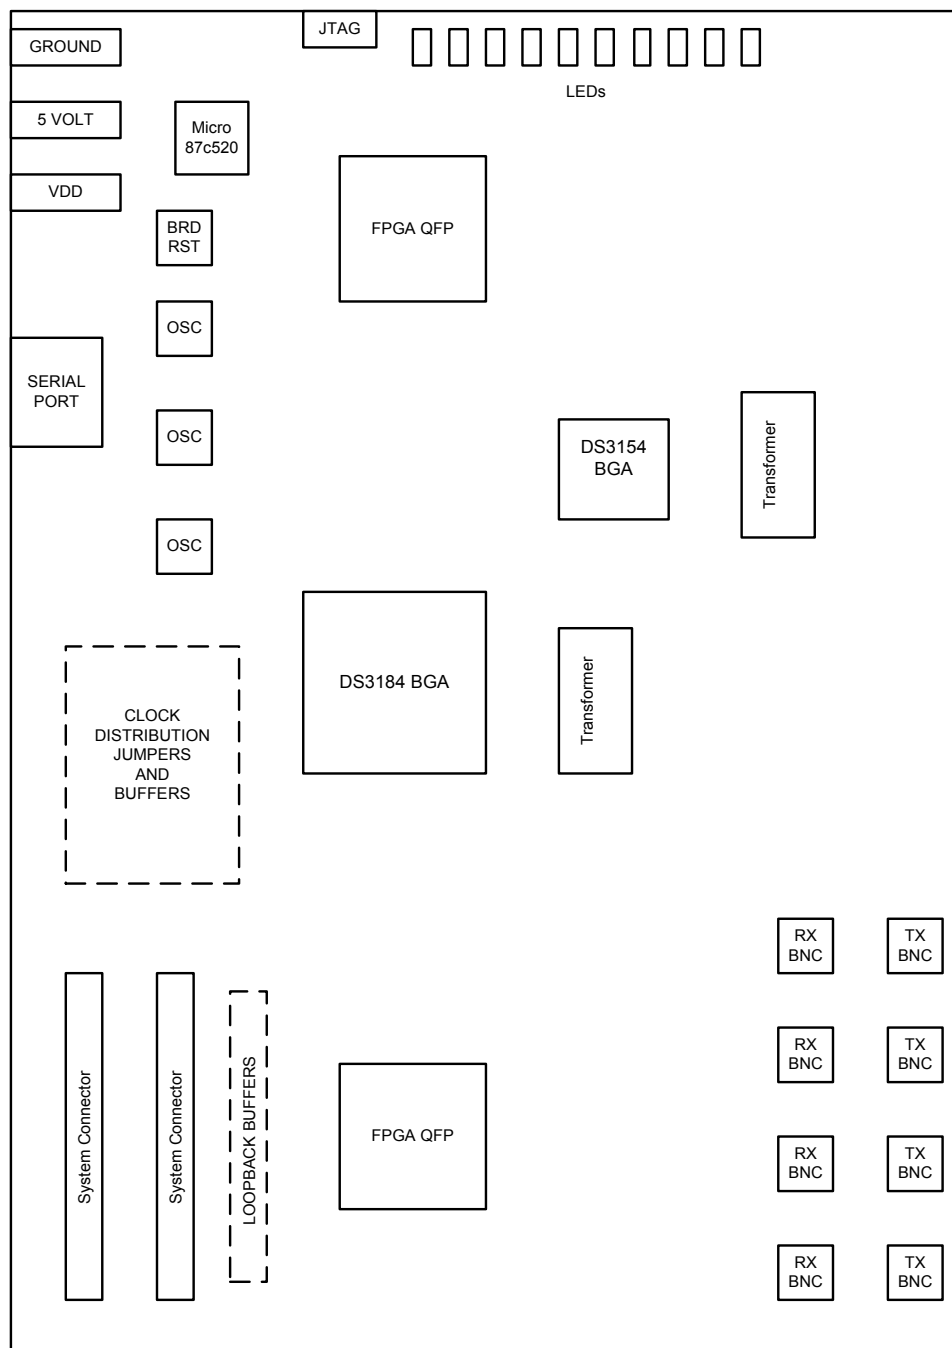 JTAG
GROUND
LEDs
5 VOLT
Micro
87c520
VDD
BRD
RST
FPGA QFP
OSC
SERIAL
PORT
OSC
DS3154
BGA
Transformer
OSC
DS3184 BGA
Transformer
CLOCK
DISTRIBUTION
JUMPERS
AND
BUFFERS
RX
BNC
TX
BNC
System Connector
System Connector
LOOPBACK BUFFERS
RX
BNC
TX
BNC
FPGA QFP
RX
BNC
TX
BNC
RX
BNC
TX
BNC